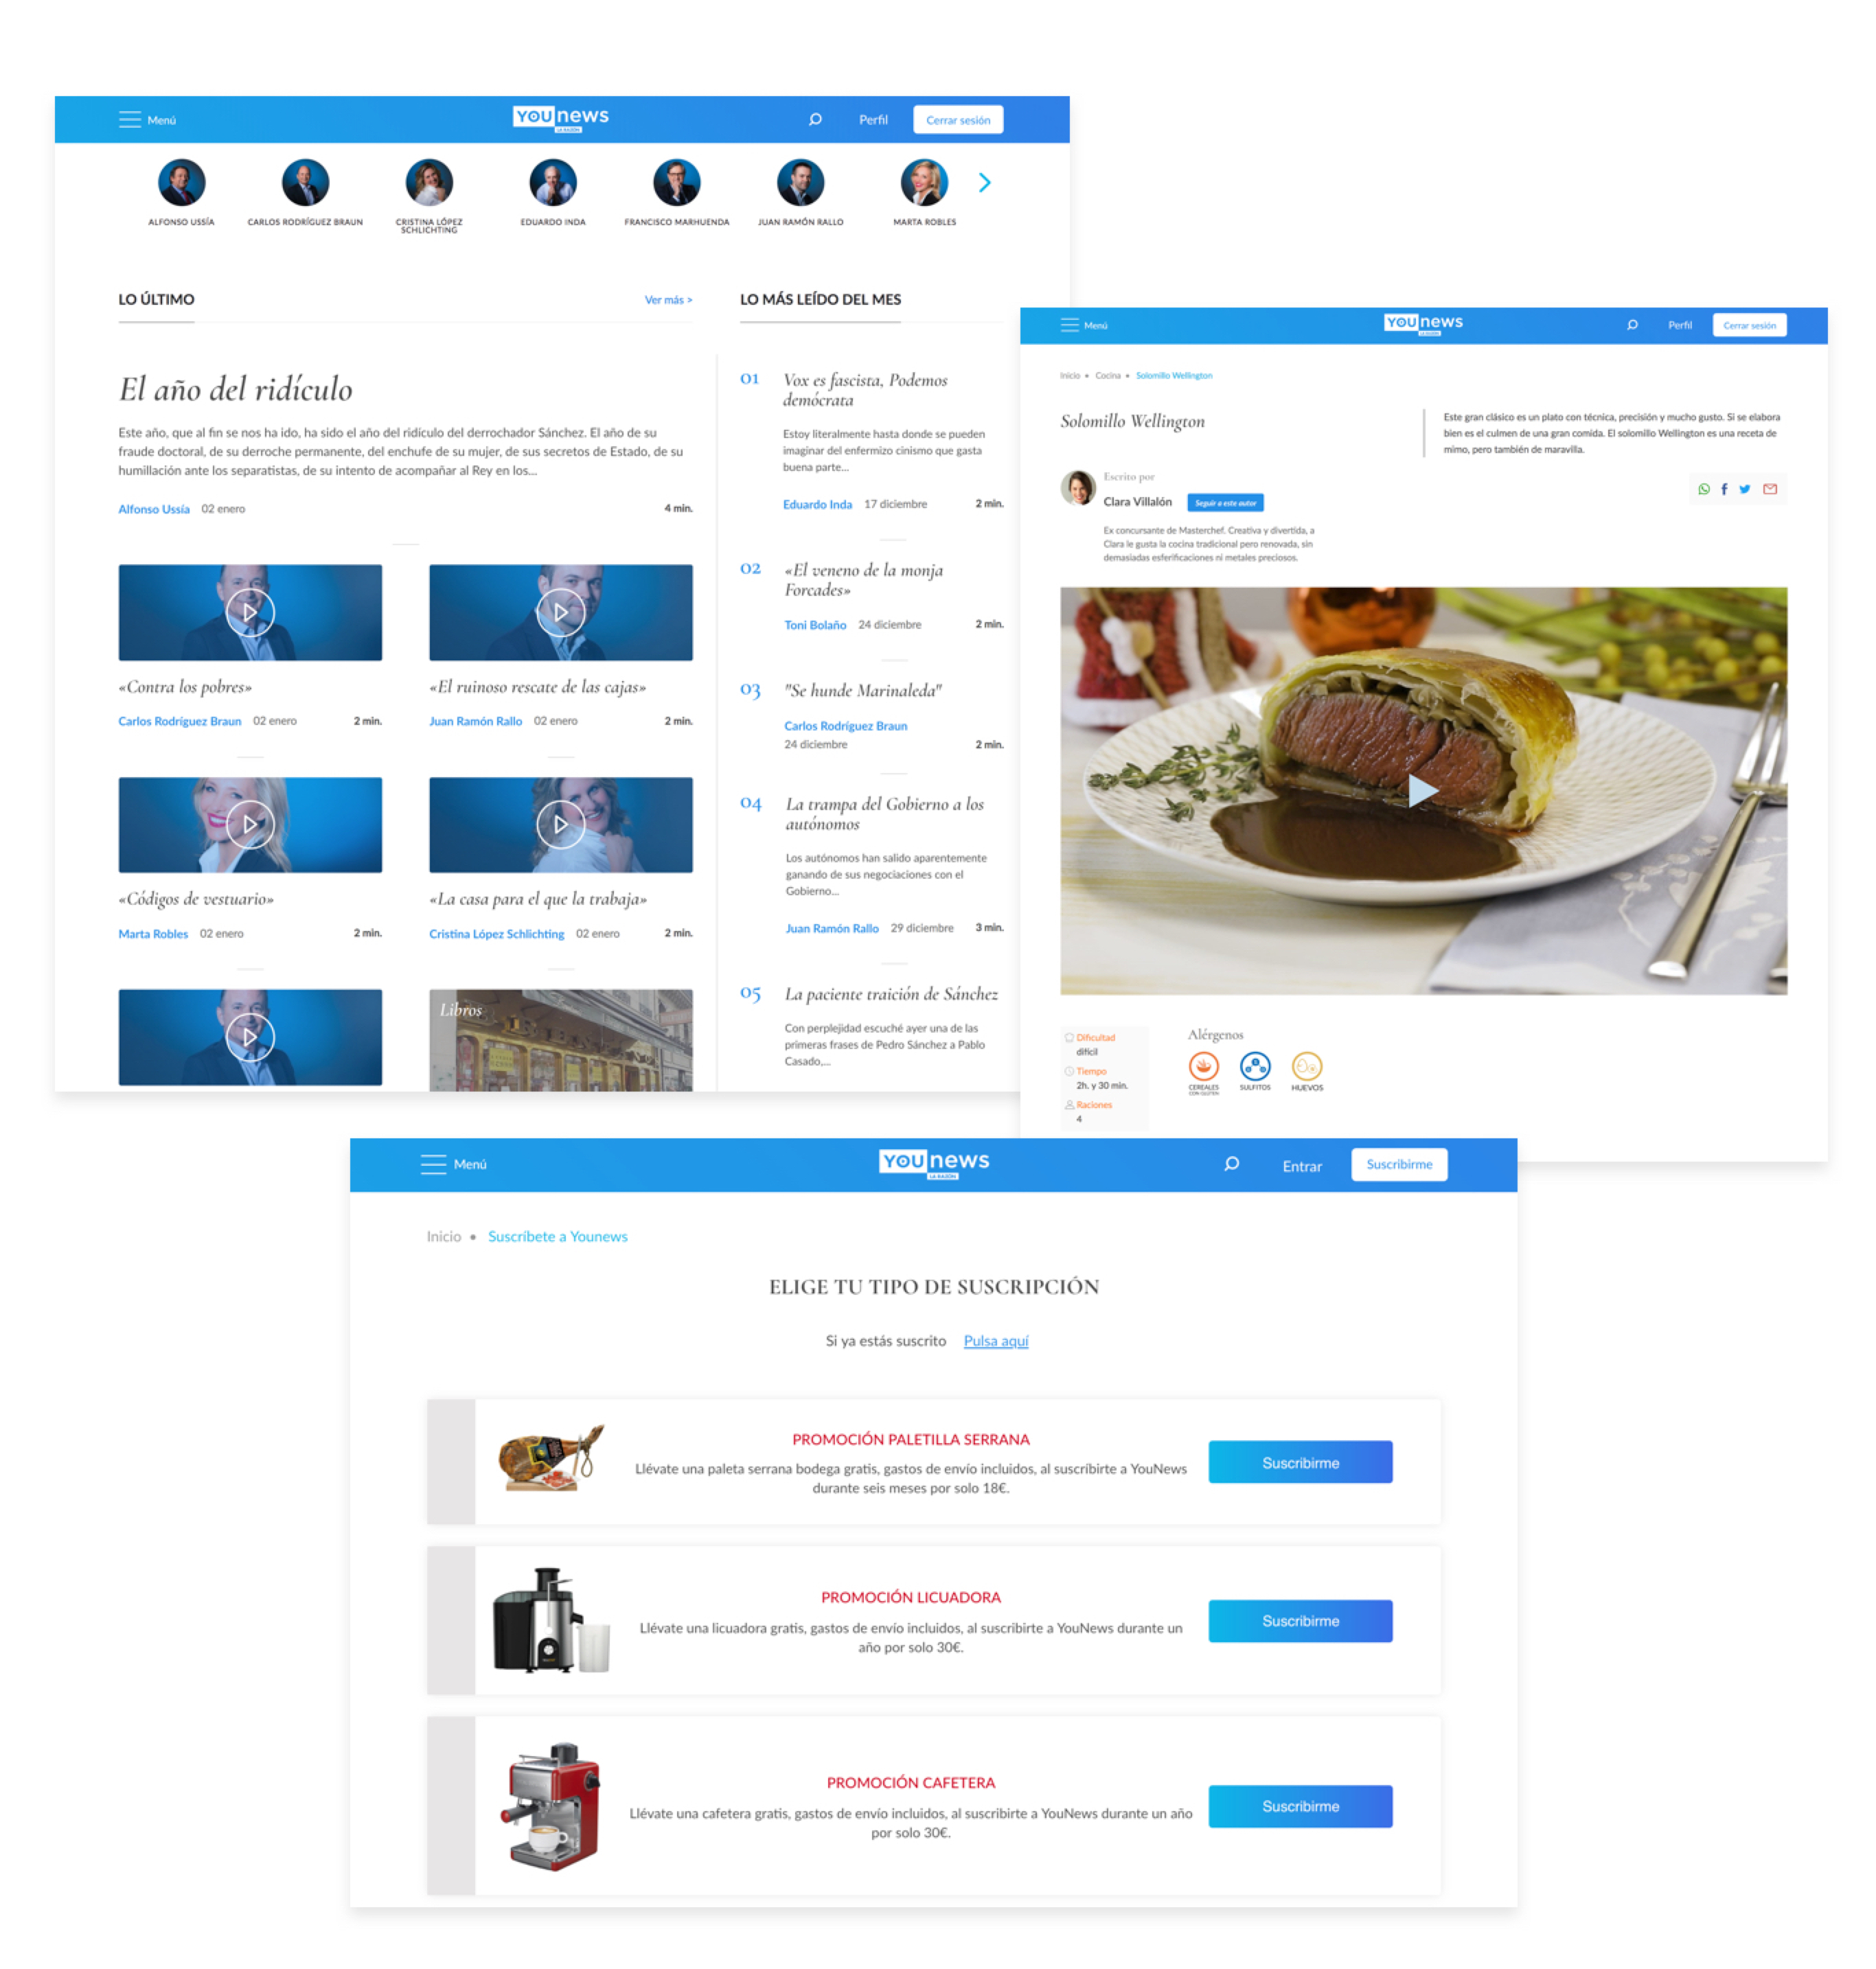 Menú
YOU news
LA RAZÓN
Perfil
Cerrar sesión
ALFONSO USSÍA
CARLOS RODRÍGUEZ BRAUN
CRISTINA LÓPEZ
SCHLICHTING
EDUARDO INDA
FRANCISCO MARHUENDA
JUAN RAMÓN RALLO
MARTA ROBLES
LO ÚLTIMO
Ver más >
El año del ridículo
Este año, que al fin se nos ha ido, ha sido el año del ridículo del derrochador Sánchez. El año de su
fraude doctoral, de su derroche permanente, del enchufe de su mujer, de sus secretos de Estado, de su
humillación ante los separatistas, de su intento de acompañar al Rey en los...
Alfonso Ussía 02 enero 4 min.
«Contra los pobres»
Carlos Rodríguez Braun 02 enero 2 min.
«El ruinoso rescate de las cajas»
Juan Ramón Rallo 02 enero 2 min.
«Códigos de vestuario»
Marta Robles 02 enero 2 min.
«La casa para el que la trabaja»
Cristina López Schlichting 02 enero 2 min.
Libros
LO MÁS LEÍDO DEL MES
01 Vox es fascista, Podemos
demócrata
Estoy literalmente hasta donde se pueden
imaginar del enfermizo cinismo que gasta
buena parte...
Eduardo Inda 17 diciembre 2 min.
02 «El veneno de la monja
Forcades»
Toni Bolaño 24 diciembre 2 min.
03 "Se hunde Marinaleda"
Carlos Rodríguez Braun
24 diciembre 2 min.
04 La trampa del Gobierno a los
autónomos
Los autónomos han salido aparentemente
ganando de sus negociaciones con el
Gobierno...
Juan Ramón Rallo 29 diciembre 3 min.
05 La paciente traición de Sánchez
Con perplejidad escuché ayer una de las
primeras frases de Pedro Sánchez a Pablo
Casado,...
Menú
YOU news
LA RAZÓN
Perfil
Cerrar sesión
Inicio • Cocina • Solomillo Wellington
Solomillo Wellington
Este gran clásico es un plato con técnica, precisión y mucho gusto. Si se elabora
bien es el culmen de una gran comida. El solomillo Wellington es una receta de
mimo, pero también de maravilla.
Escrito por
Clara Villalón
Seguir a este autor
Ex concursante de Masterchef. Creativa y divertida, a
Clara le gusta la cocina tradicional pero renovada, sin
demasiadas esferificaciones ni metales preciosos.
Dificultad
difícil
Tiempo
2h. y 30 min.
Raciones
4
Alérgenos
CEREALES
CON GLUTEN
SULFITOS
HUEVOS
Menú
YOU news
LA RAZÓN
Entrar
Suscribirme
Inicio • Suscríbete a Younews
ELIGE TU TIPO DE SUSCRIPCIÓN
Si ya estás suscrito Pulsa aquí
PROMOCIÓN PALETILLA SERRANA
Llévate una paleta serrana bodega gratis, gastos de envío incluidos, al suscribirte a YouNews
durante seis meses por solo 18€.
Suscribirme
PROMOCIÓN LICUADORA
Llévate una licuadora gratis, gastos de envío incluidos, al suscribirte a YouNews durante un
año por solo 30€.
Suscribirme
PROMOCIÓN CAFETERA
Llévate una cafetera gratis, gastos de envío incluidos, al suscribirte a YouNews durante un año
por solo 30€.
Suscribirme